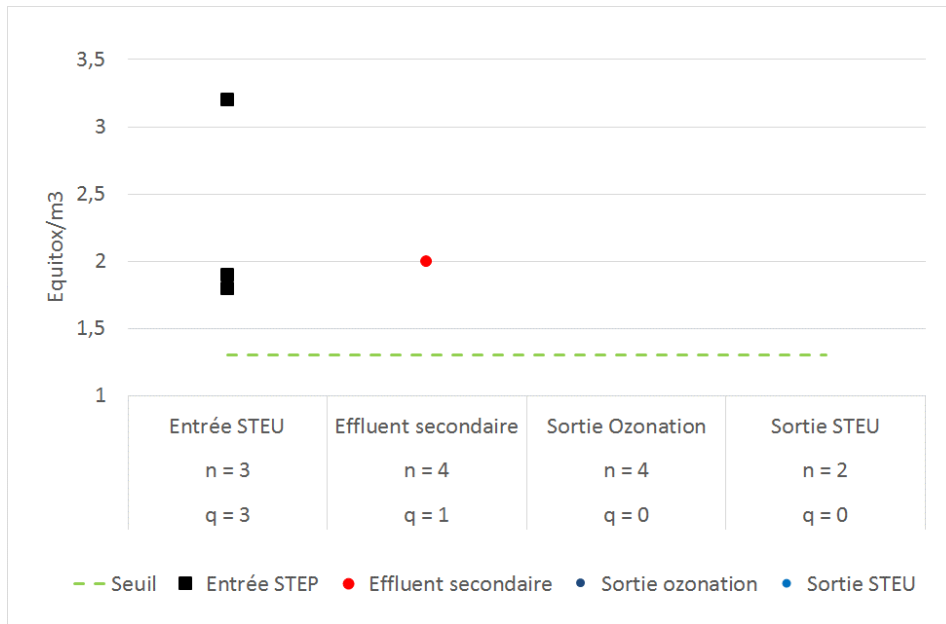 3,5
3
2,5
2
1,5
1
Equitox/m3
Entrée STEU Effluent secondaire Sortie Ozonation Sortie STEU
n = 3 n = 4 n = 4 n = 2
q = 3 q = 1 q = 0 q = 0
Seuil Entrée STEP Effluent secondaire Sortie ozonation Sortie STEU